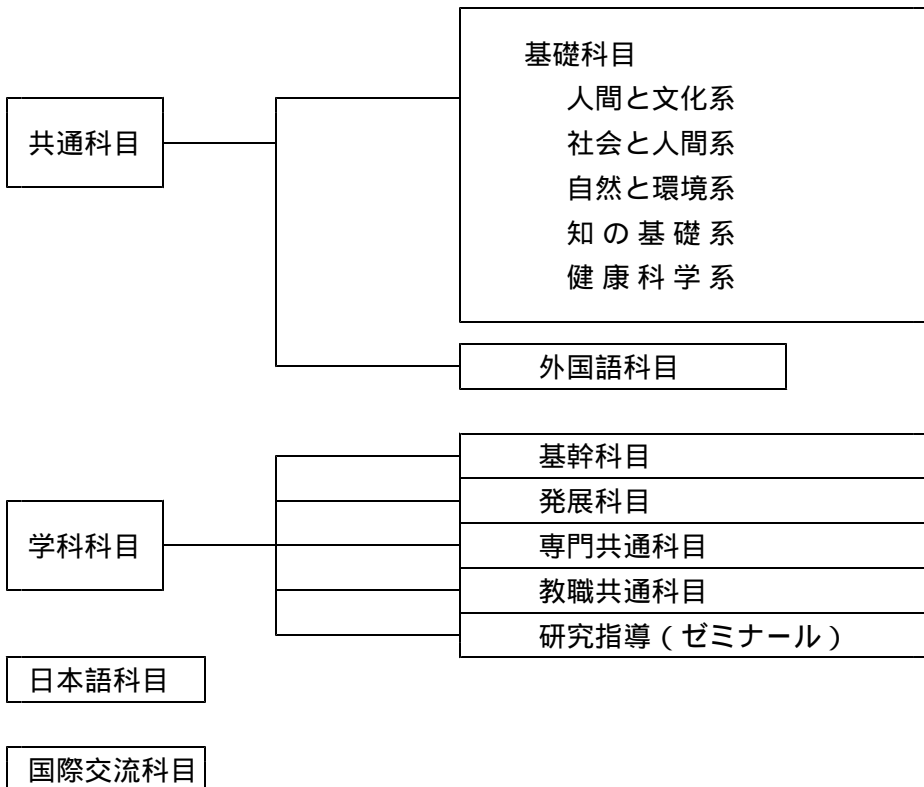 基礎科目
人間と文化系
共通科目
社会と人間系
自然と環境系
知の基礎系
健康科学系
外国語科目
基幹科目
発展科目
学科科目
専門共通科目
教職共通科目
研究指導（ゼミナール）
日本語科目
国際交流科目